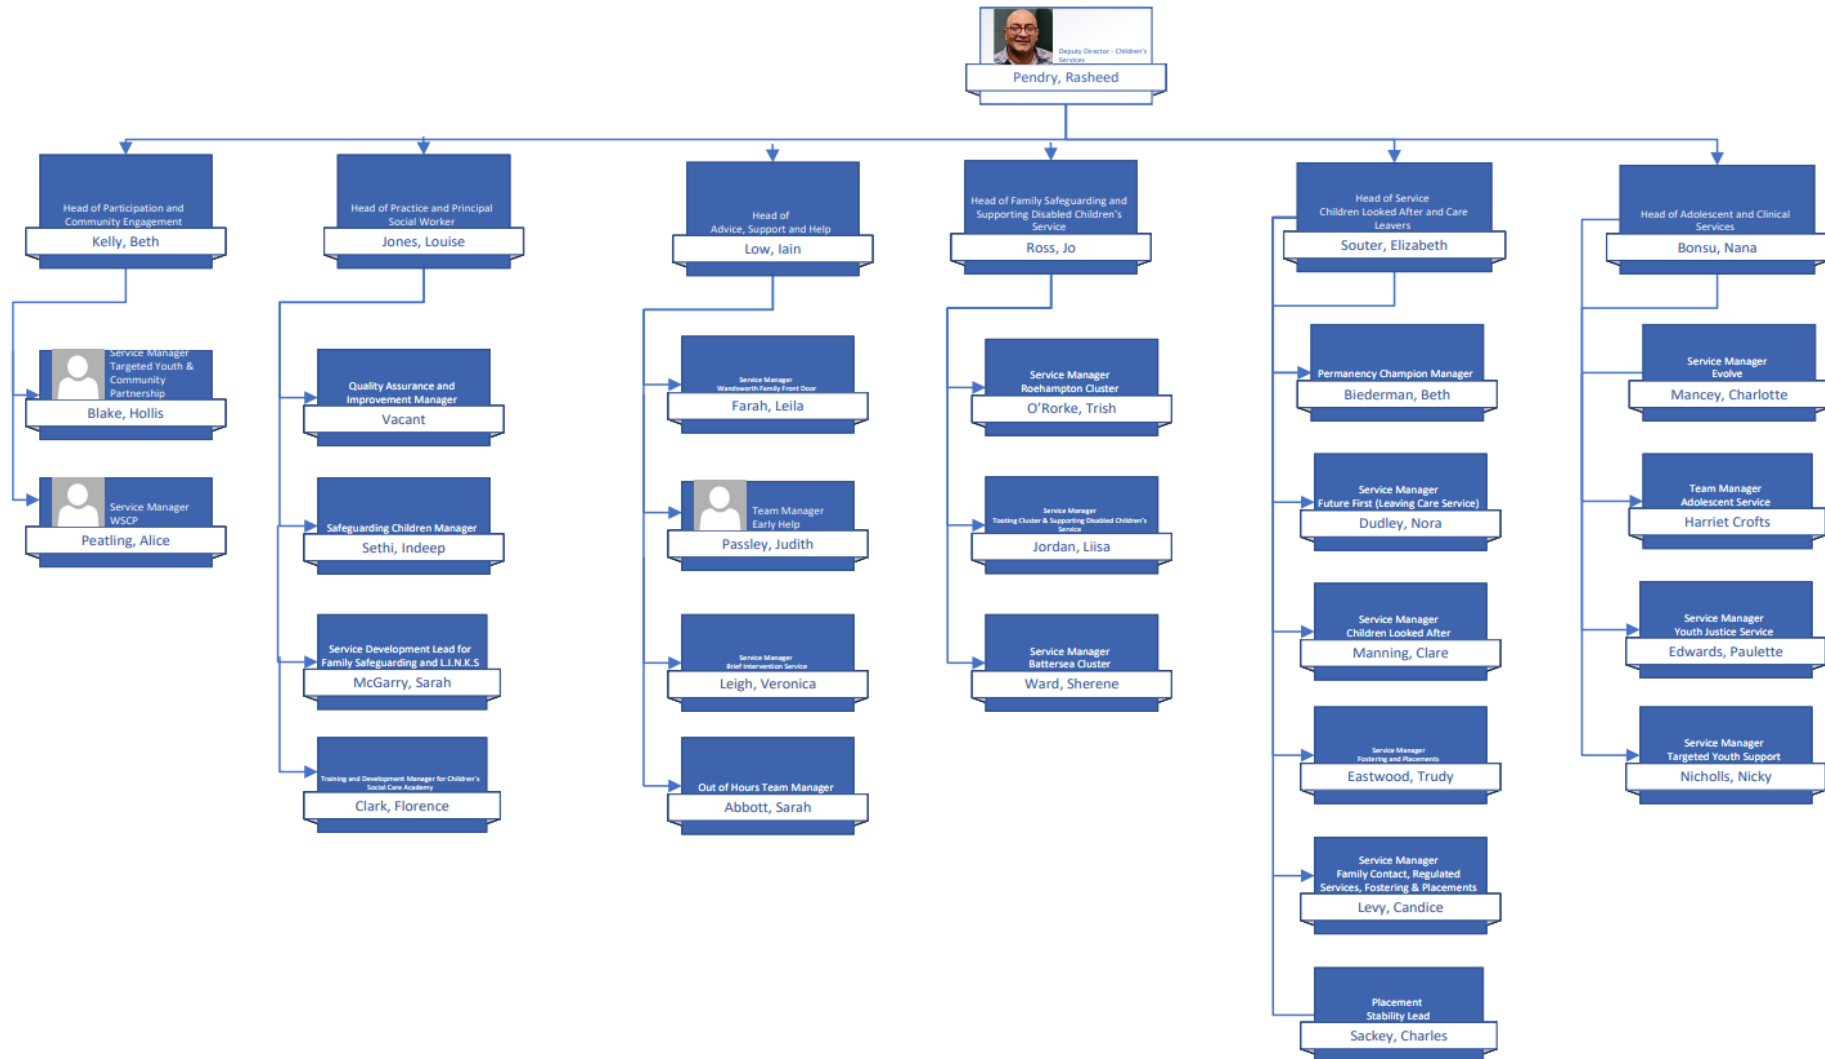 Deputy Director - Children's
Services
Pendry, Rasheed
Head of Participation and
Community Engagement
Kelly, Beth
Head of Practice and Principal
Social Worker
Jones, Louise
Head of
Advice, Support and Help
Low, Iain
Head of Family Safeguarding and
Supporting Disabled Children's
Service
Ross, Jo
Head of Service
Children Looked After and Care
Leavers
Souter, Elizabeth
Head of Adolescent and Clinical
Services
Bonsu, Nana
Service Manager
Targeted Youth &
Community
Partnership
Blake, Hollis
Service Manager
WSCP
Peatling, Alice
Quality Assurance and
Improvement Manager
Vacant
Safeguarding Children Manager
Sethi, Indeep
Service Development Lead for
Family Safeguarding and L.I.N.K.S
McGarry, Sarah
Training and Development Manager for Children's
Social Care Academy
Clark, Florence
Service Manager
Wandsworth Family Front Door
Farah, Leila
Team Manager
Early Help
Passley, Judith
Service Manager
Brief Intervention Service
Leigh, Veronica
Out of Hours Team Manager
Abbott, Sarah
Service Manager
Roehampton Cluster
O'Rorke, Trish
Service Manager
Tooting Cluster & Supporting Disabled Children's
Service
Jordan, Liisa
Service Manager
Battersea Cluster
Ward, Sherene
Permanency Champion Manager
Biederman, Beth
Service Manager
Future First (Leaving Care Service)
Dudley, Nora
Service Manager
Children Looked After
Manning, Clare
Service Manager
Fostering and Placements
Eastwood, Trudy
Service Manager
Family Contact, Regulated
Services, Fostering & Placements
Levy, Candice
Placement
Stability Lead
Sackey, Charles
Service Manager
Evolve
Mancey, Charlotte
Team Manager
Adolescent Service
Harriet Crofts
Service Manager
Youth Justice Service
Edwards, Paulette
Service Manager
Targeted Youth Support
Nicholls, Nicky